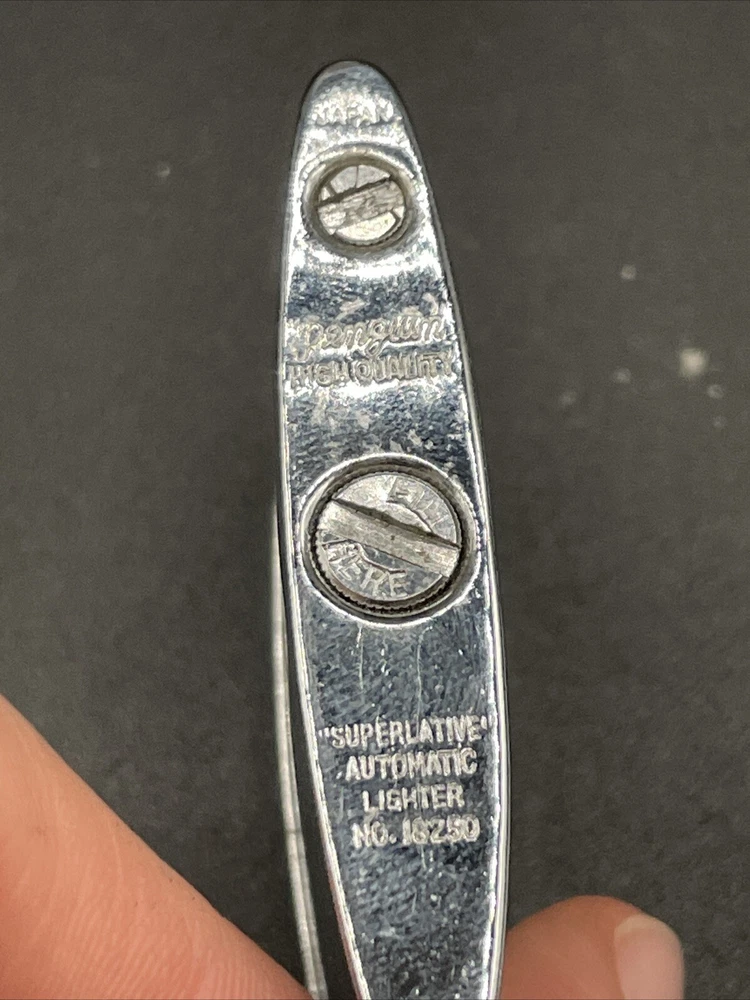 JAPAN
Penguin
HIGH QUALITY
FILL
HERE
"SUPERLATIVE"
AUTOMATIC
LIGHTER
NO. 18250